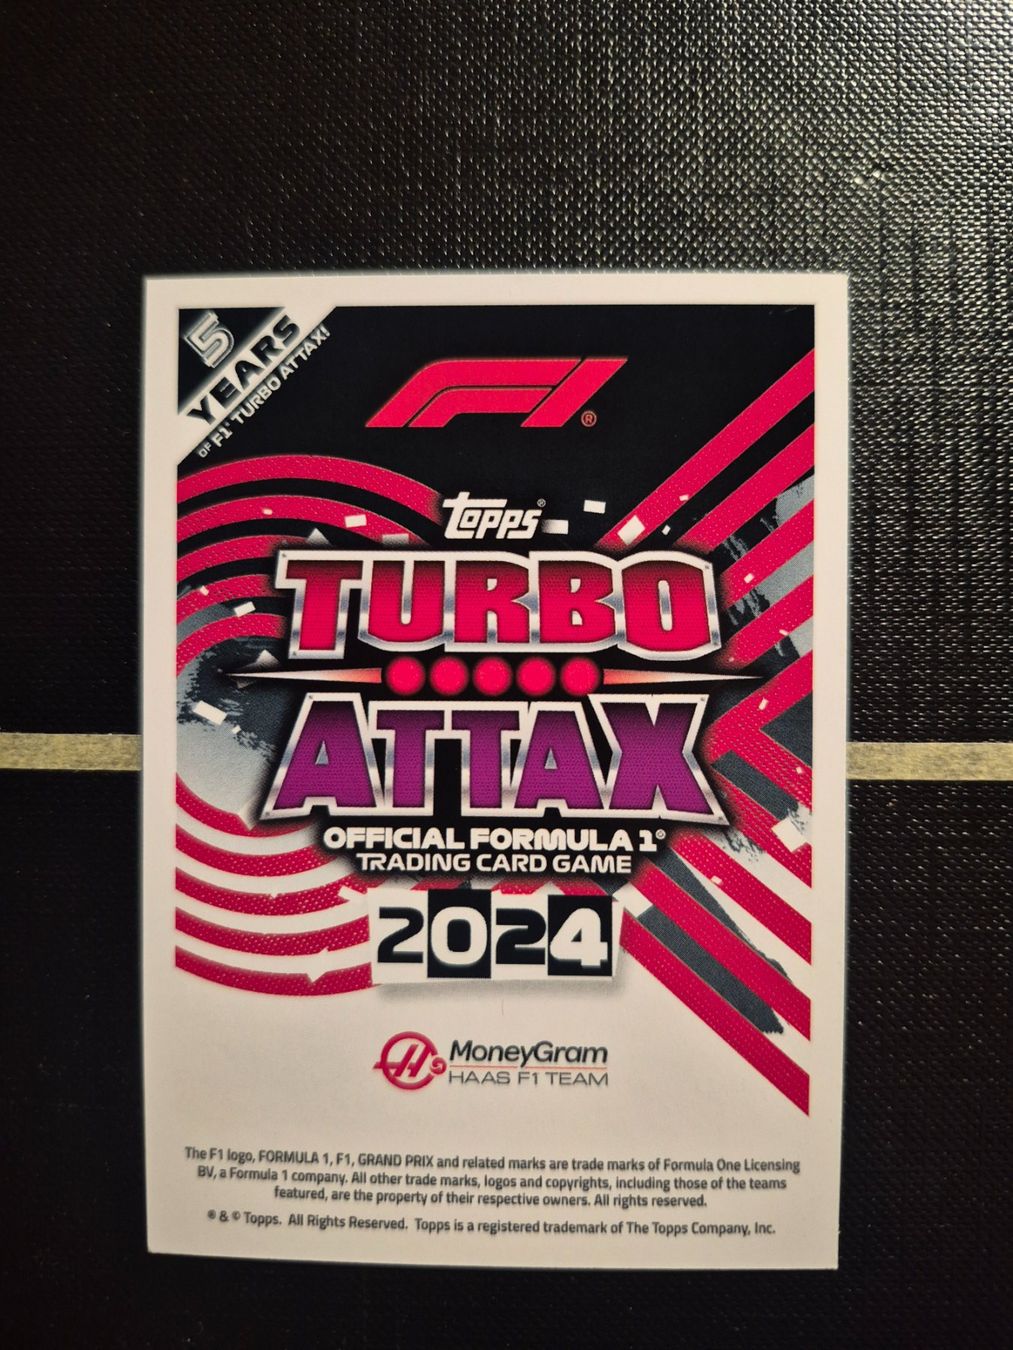 5
YEARS
OF F1® TURBO ATTAX!
F1®
TOPPS®
TURBO
ATTAX
OFFICIAL FORMULA 1®
TRADING CARD GAME
2024
MoneyGram
HAAS F1 TEAM
The F1 logo, FORMULA 1, F1, GRAND PRIX and related marks are trade marks of Formula One Licensing
BV, a Formula 1 company. All other trade marks, logos and copyrights, including those of the teams
featured, are the property of their respective owners. All rights reserved.
® & © Topps. All Rights Reserved. Topps is a registered trademark of The Topps Company, Inc.